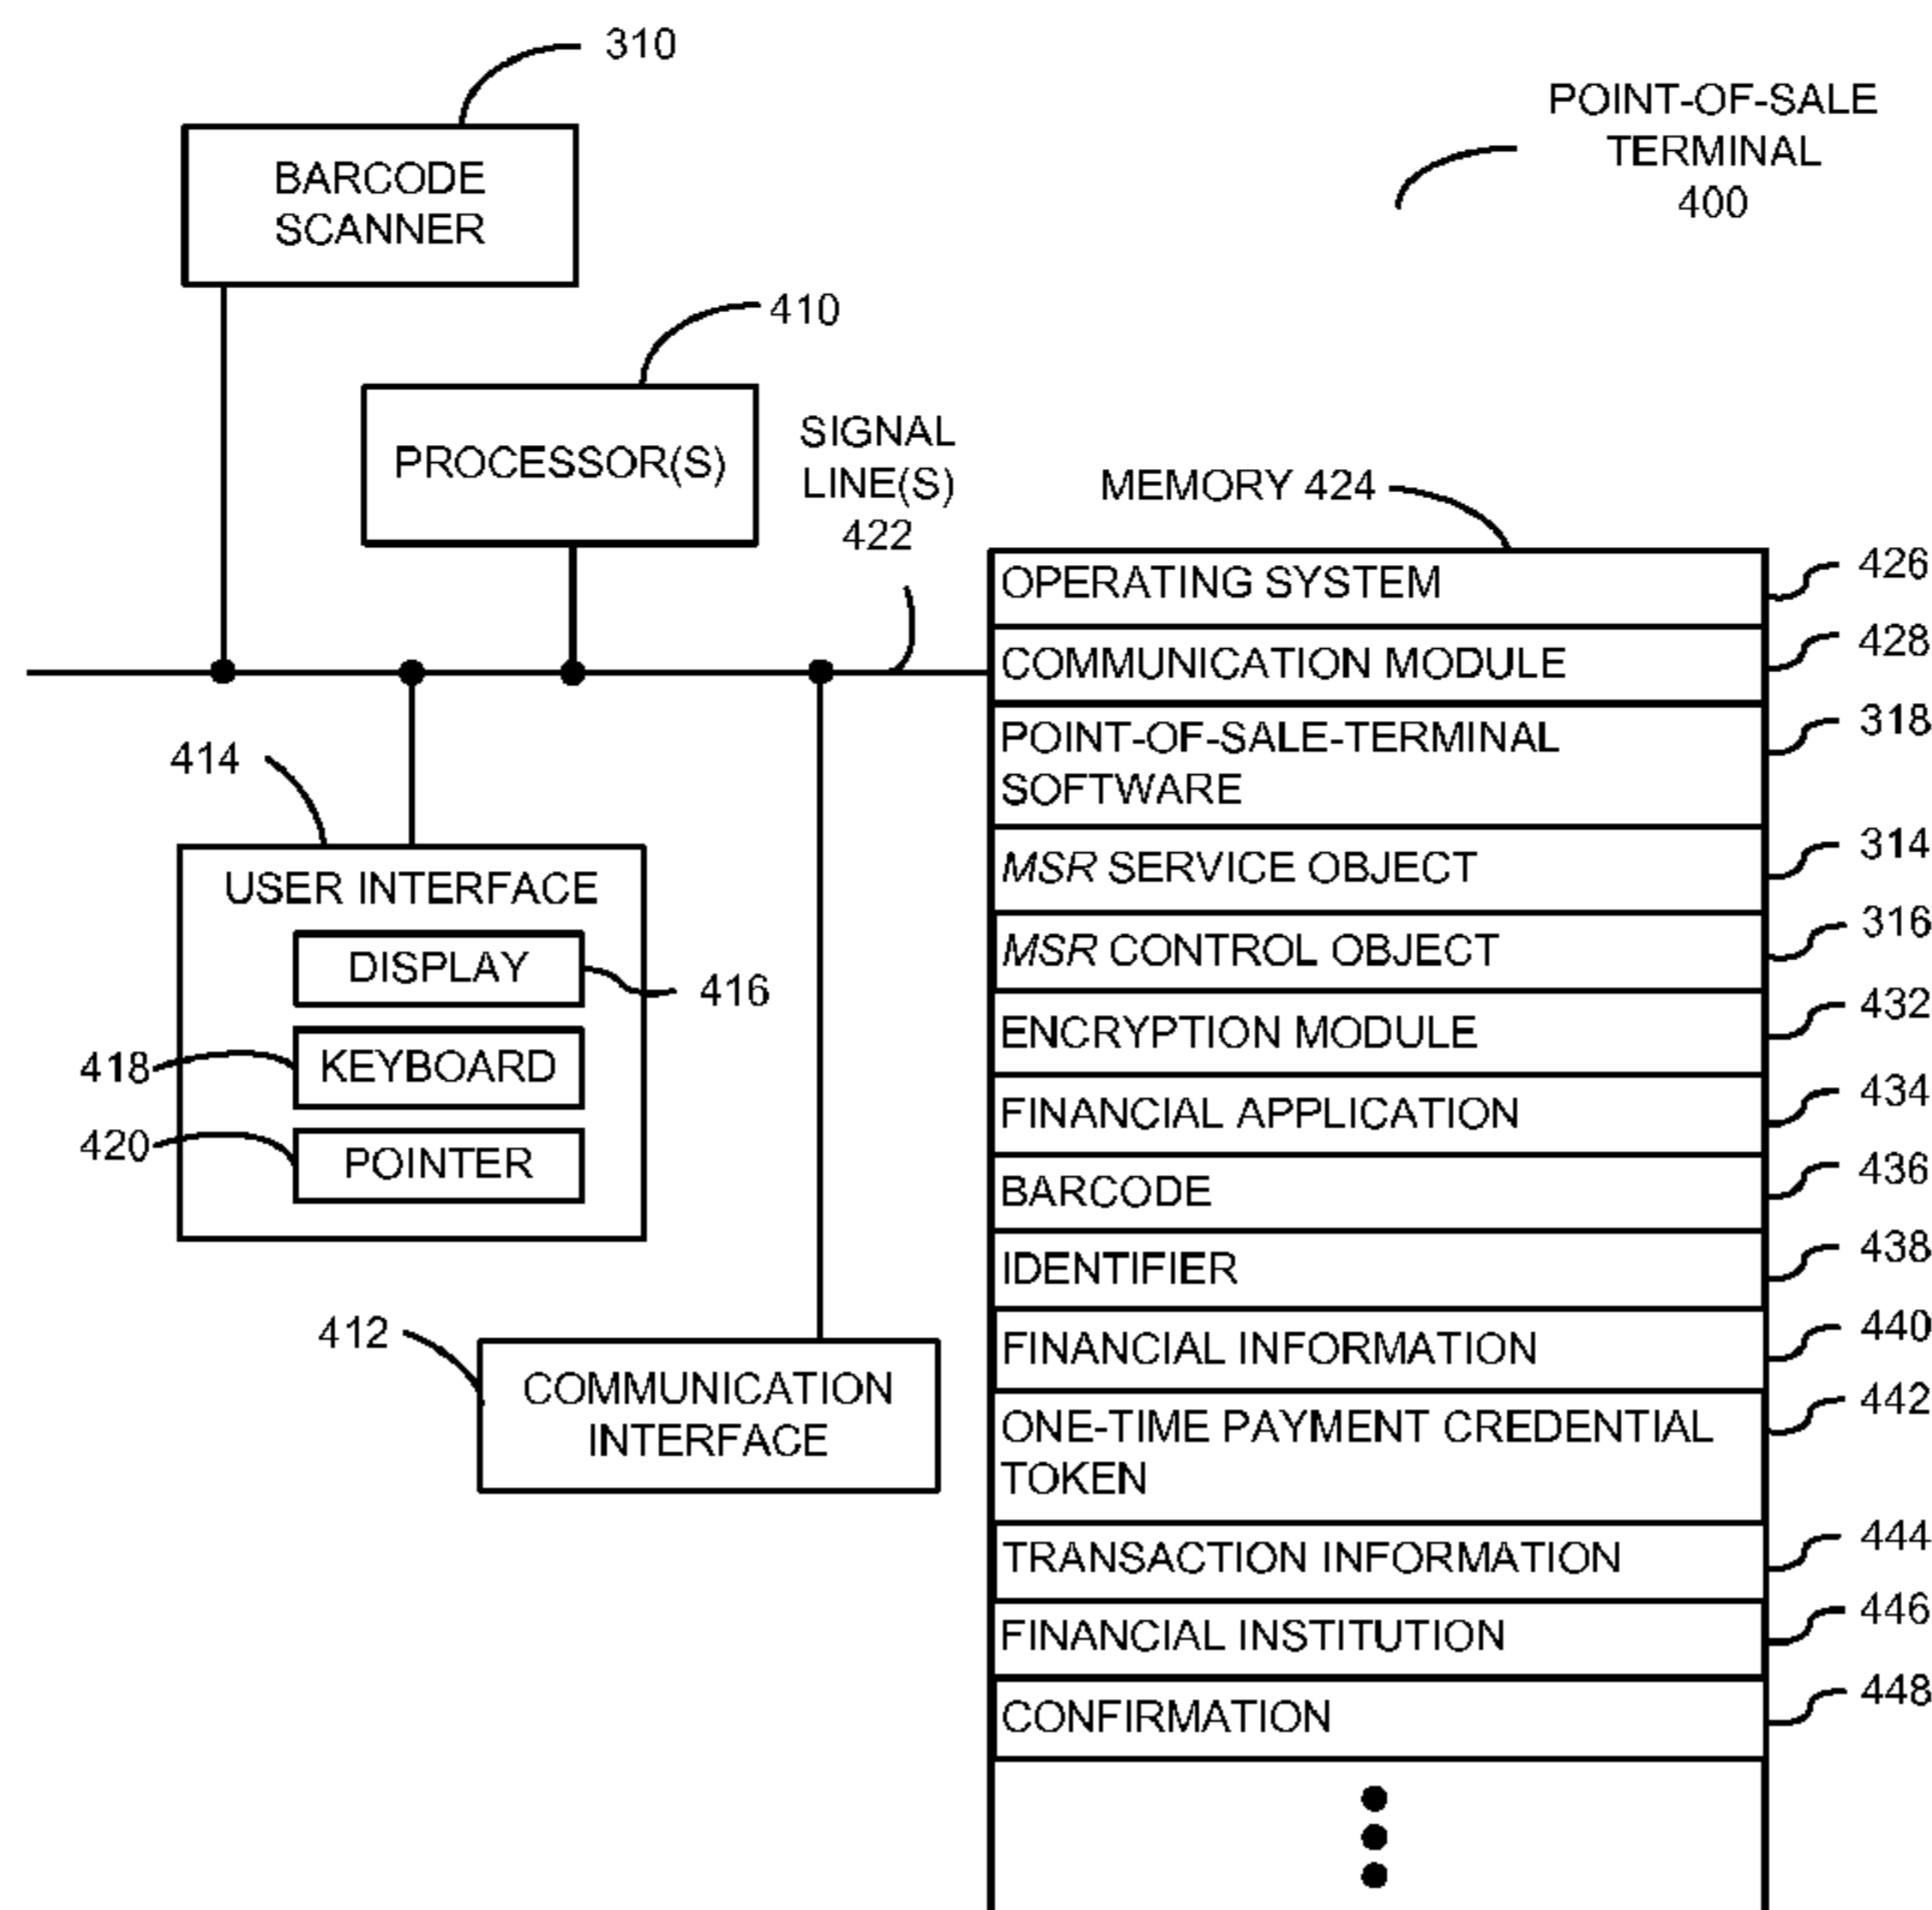 310
BARCODE
SCANNER
POINT-OF-SALE
TERMINAL
400
410
PROCESSOR(S)
SIGNAL
LINE(S)
422
MEMORY 424
OPERATING SYSTEM
426
COMMUNICATION MODULE
428
POINT-OF-SALE-TERMINAL
SOFTWARE
318
MSR SERVICE OBJECT
314
MSR CONTROL OBJECT
316
ENCRYPTION MODULE
432
FINANCIAL APPLICATION
434
BARCODE
436
IDENTIFIER
438
FINANCIAL INFORMATION
440
ONE-TIME PAYMENT CREDENTIAL
TOKEN
442
TRANSACTION INFORMATION
444
FINANCIAL INSTITUTION
446
CONFIRMATION
448
414
USER INTERFACE
DISPLAY
416
418
KEYBOARD
420
POINTER
412
COMMUNICATION
INTERFACE